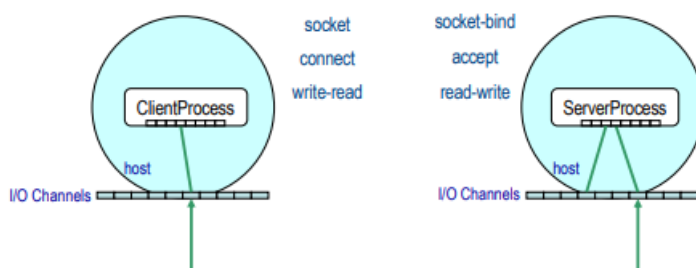 socket
connect
write-read
ClientProcess
host
I/O Channels
socket-bind
accept
read-write
ServerProcess
host
I/O Channels